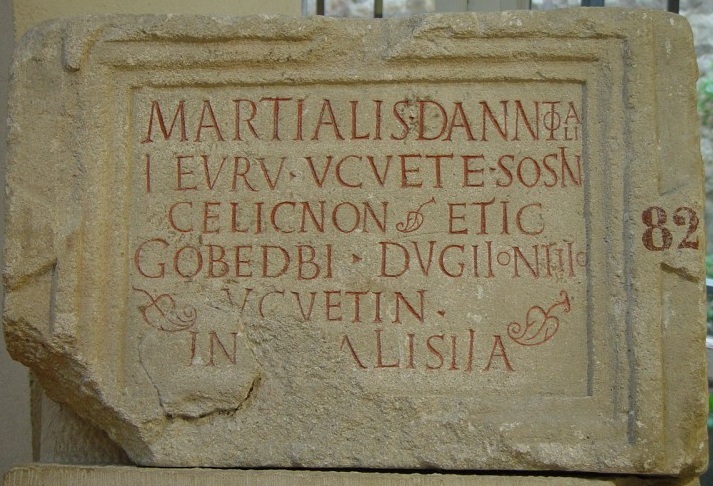 MARTIALIS DANNOTALI
IEVRV · VCVETE · SOSIN
CELICNON ETIC
GOBEDBI · DVGIIONTIIO
VCVETIN ·
IN ALISIIA
82